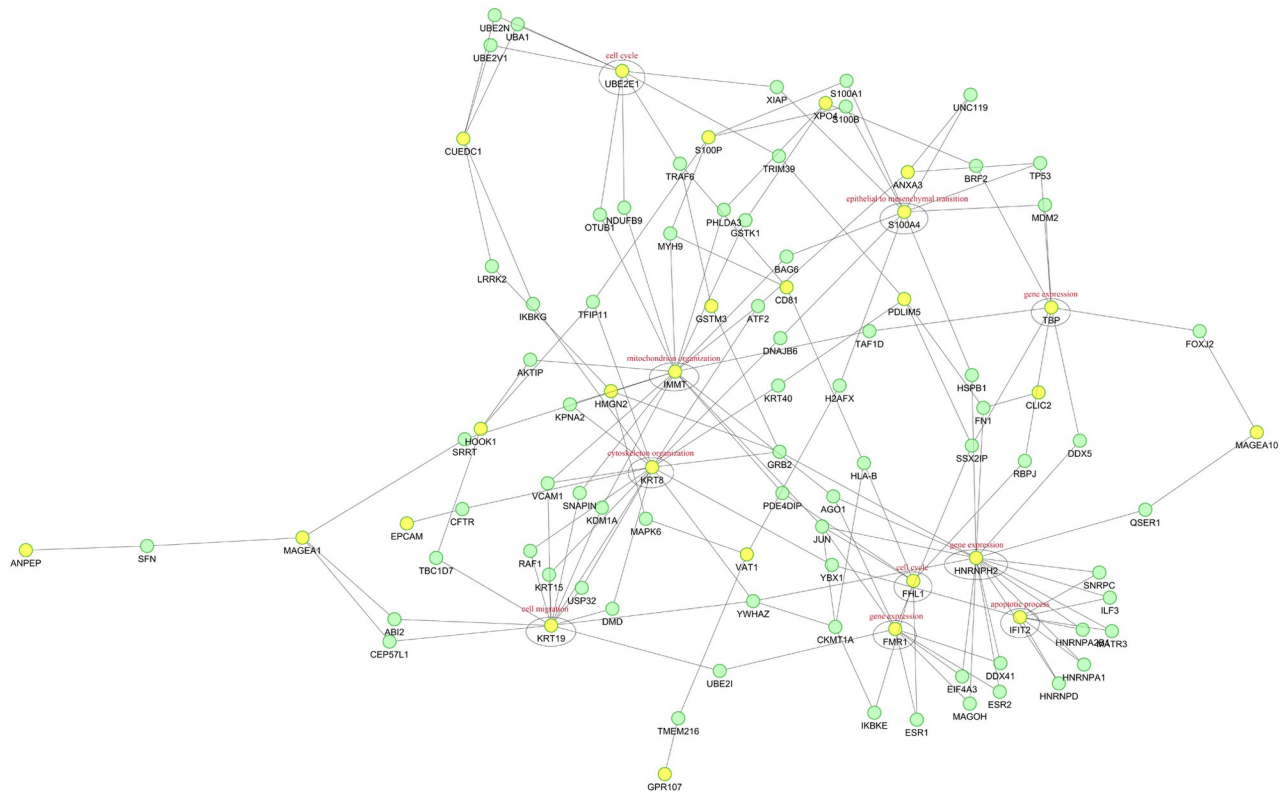 UBE2N
UBA1
UBE2V1
cell cycle
UBE2E1
XIAP
S100A1
XPO4
S100B
UNC119
CUEDC1
S100P
TRAF6
TRIM39
ANXA3
BRF2
TP53
epithelial to mesenchymal transition
S100A4
MDM2
OTUB1
NDUFB9
PHLDA3
GSTK1
MYH9
BAG6
LRRK2
CD81
IKBKG
TFIP11
GSTM3
ATF2
PDLIM5
gene expression
TBP
DNAJB6
TAF1D
FOXJ2
AKTIP
mitochondrion organization
IMMT
HSPB1
KPNA2
HMGN2
KRT40
H2AFX
FN1
CLIC2
HOOK1
SRRT
MAGEA10
cytoskeleton organization
KRT8
GRB2
HLA-B
SSX2IP
RBPJ
DDX5
VCAM1
SNAPIN
KDM1A
PDE4DIP
AGO1
CFTR
EPCAM
MAPK6
JUN
QSER1
MAGEA1
ANPEP
SFN
TBC1D7
RAF1
KRT15
USP32
VAT1
YBX1
gene expression
HNRNPH2
cell cycle
FHL1
SNRPC
ILF3
cell migration
KRT19
DMD
YWHAZ
CKMT1A
apoptotic process
IFIT2
gene expression
FMR1
HNRNPA2B1
MATR3
ABI2
CEP57L1
UBE2I
DDX41
EIF4A3
HNRNPA1
HNRNPD
ESR2
MAGOH
IKBKE
ESR1
TMEM216
GPR107